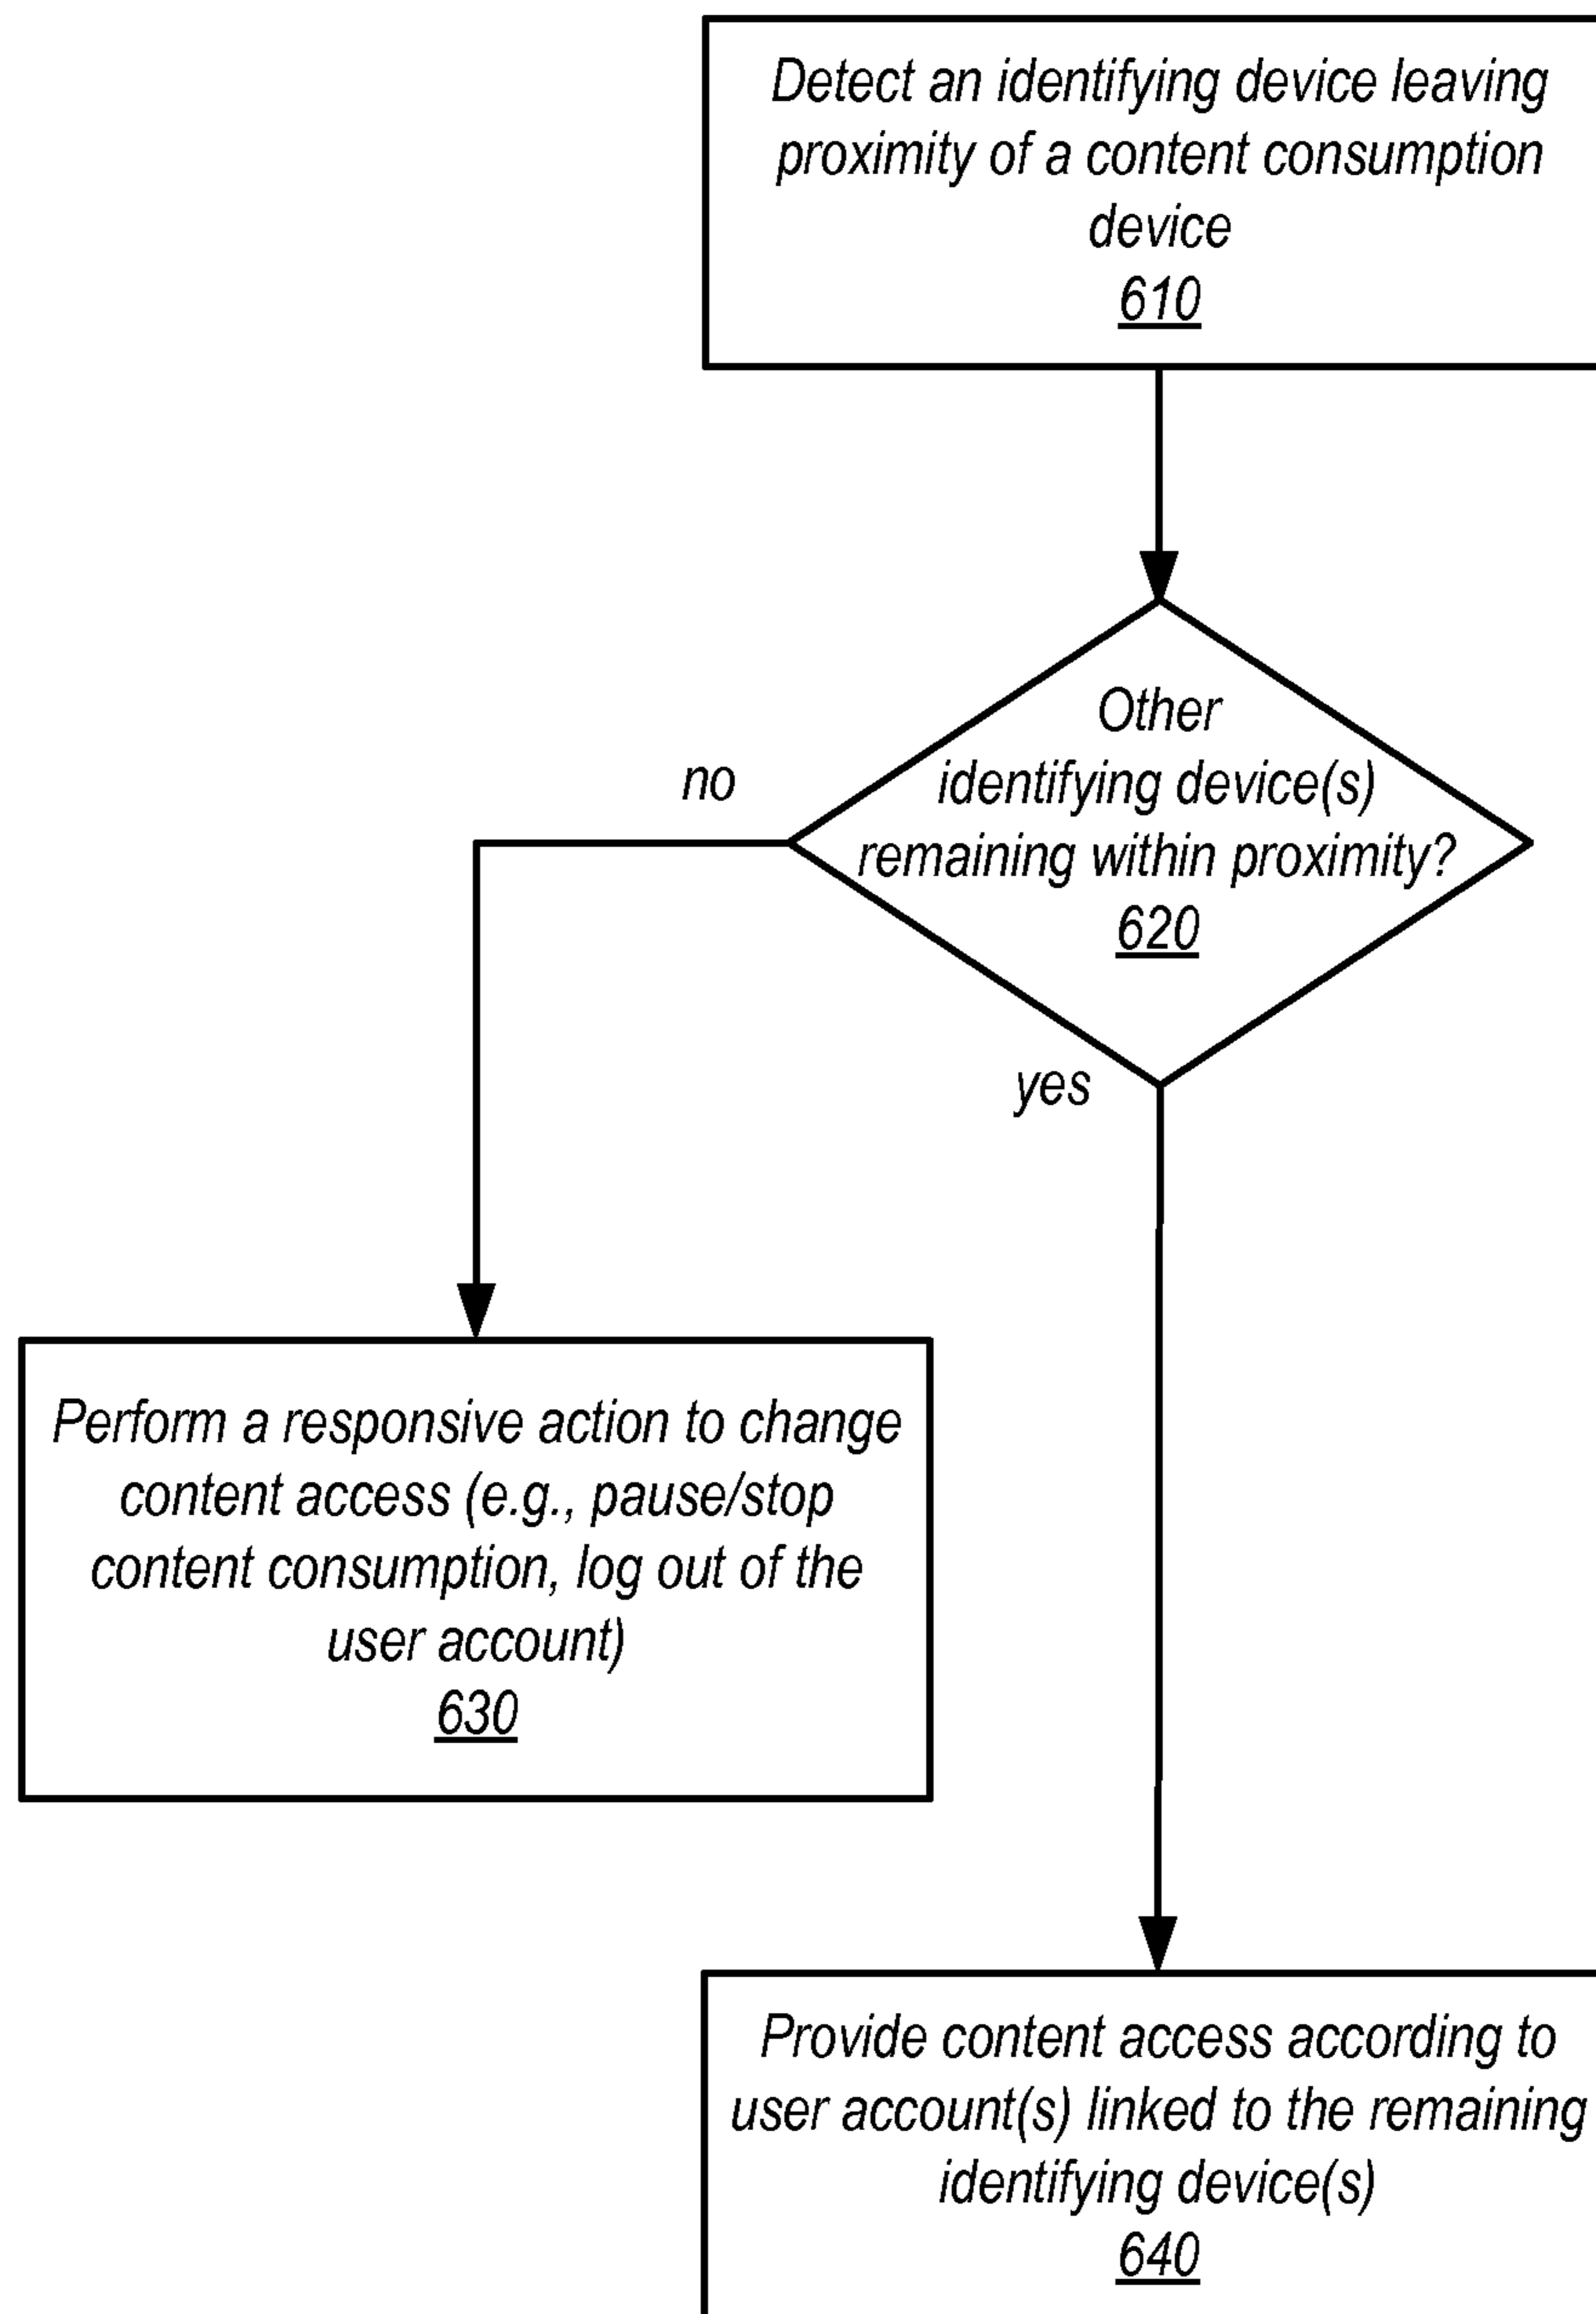 Detect an identifying device leaving
proximity of a content consumption
device
610
Other
identifying device(s)
remaining within proximity?
620
no
yes
Perform a responsive action to change
content access (e.g., pause/stop
content consumption, log out of the
user account)
630
Provide content access according to
user account(s) linked to the remaining
identifying device(s)
640